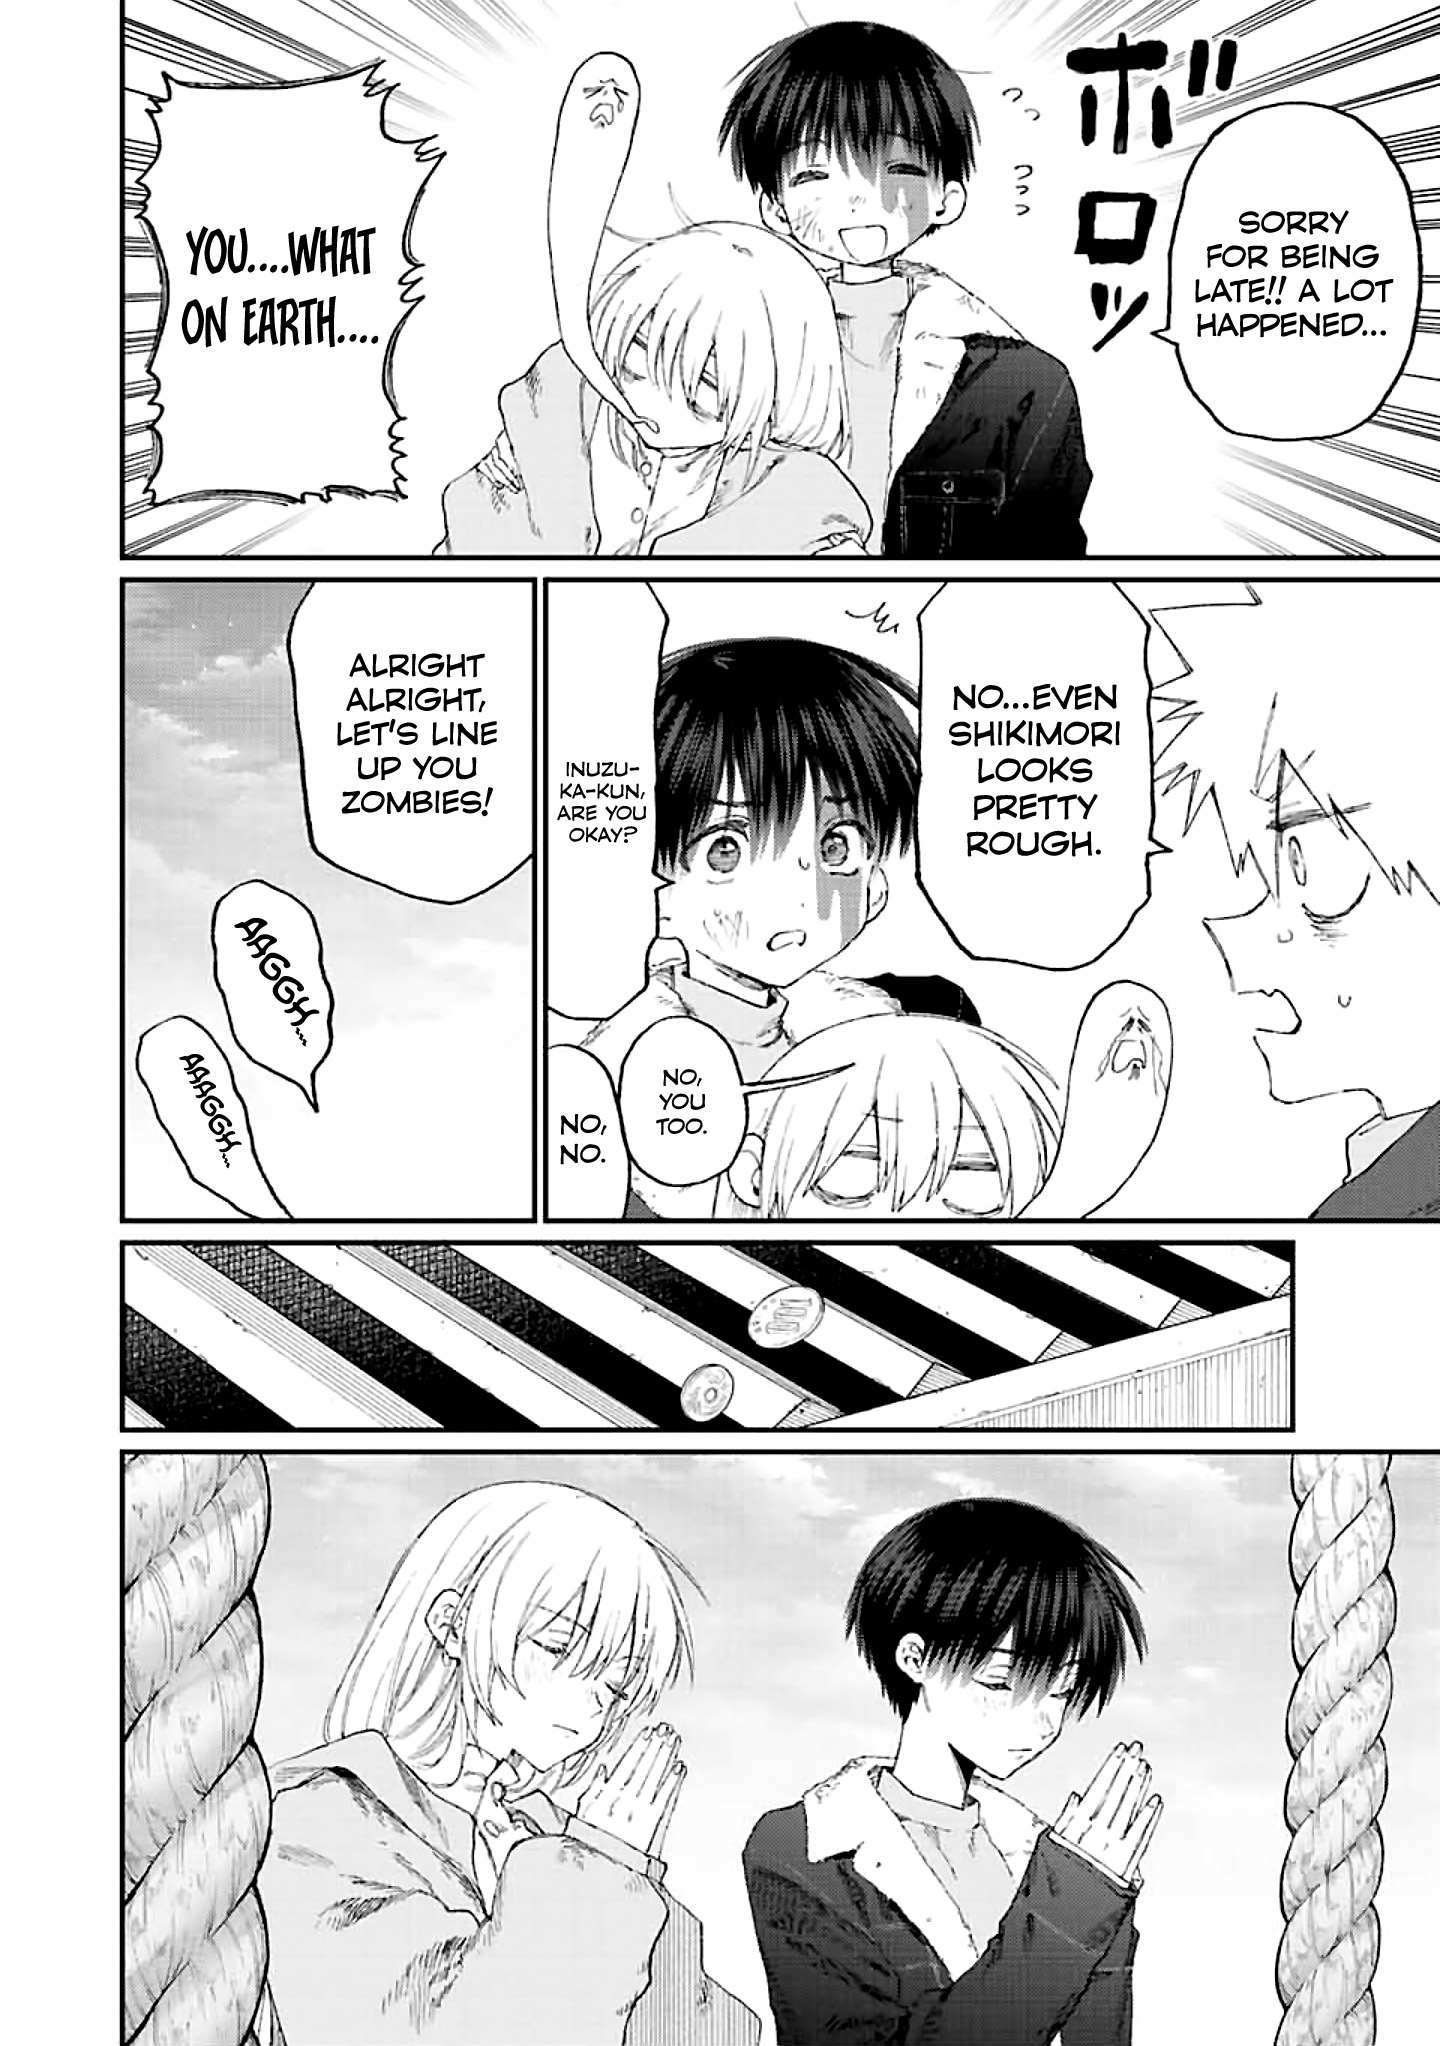 ボロッ
SORRY
FOR BEING
LATE!! A LOT
HAPPENED...
YOU....WHAT
ON EARTH....
NO...EVEN
SHIKIMORI
LOOKS
PRETTY
ROUGH.
INUZU-
KA-KUN,
ARE YOU
OKAY?
NO,
YOU
TOO.
NO,
NO.
ALRIGHT
ALRIGHT,
LET'S LINE
UP YOU
ZOMBIES!
AAGGH...
AAAGGH...